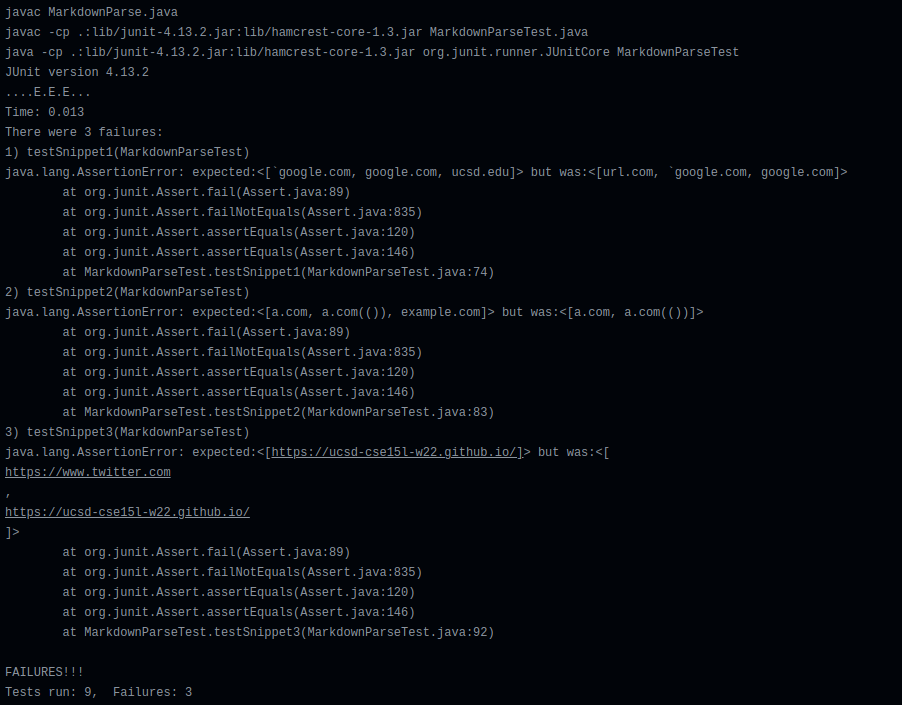 javac MarkdownParse.java
javac -cp .:lib/junit-4.13.2.jar:lib/hamcrest-core-1.3.jar MarkdownParseTest.java
java -cp .:lib/junit-4.13.2.jar:lib/hamcrest-core-1.3.jar org.junit.runner.JUnitCore MarkdownParseTest
JUnit version 4.13.2
....E.E.E...
Time: 0.013
There were 3 failures:
1) testSnippet1(MarkdownParseTest)
java.lang.AssertionError: expected:<[`google.com, google.com, ucsd.edu]> but was:<[url.com, `google.com, google.com]>
        at org.junit.Assert.fail(Assert.java:89)
        at org.junit.Assert.failNotEquals(Assert.java:835)
        at org.junit.Assert.assertEquals(Assert.java:120)
        at org.junit.Assert.assertEquals(Assert.java:146)
        at MarkdownParseTest.testSnippet1(MarkdownParseTest.java:74)
2) testSnippet2(MarkdownParseTest)
java.lang.AssertionError: expected:<[a.com, a.com(()), example.com]> but was:<[a.com, a.com(())]>
        at org.junit.Assert.fail(Assert.java:89)
        at org.junit.Assert.failNotEquals(Assert.java:835)
        at org.junit.Assert.assertEquals(Assert.java:120)
        at org.junit.Assert.assertEquals(Assert.java:146)
        at MarkdownParseTest.testSnippet2(MarkdownParseTest.java:83)
3) testSnippet3(MarkdownParseTest)
java.lang.AssertionError: expected:<[https://ucsd-cse15l-w22.github.io/]> but was:<[
https://www.twitter.com
,
https://ucsd-cse15l-w22.github.io/
]>
        at org.junit.Assert.fail(Assert.java:89)
        at org.junit.Assert.failNotEquals(Assert.java:835)
        at org.junit.Assert.assertEquals(Assert.java:120)
        at org.junit.Assert.assertEquals(Assert.java:146)
        at MarkdownParseTest.testSnippet3(MarkdownParseTest.java:92)

FAILURES!!!
Tests run: 9,  Failures: 3